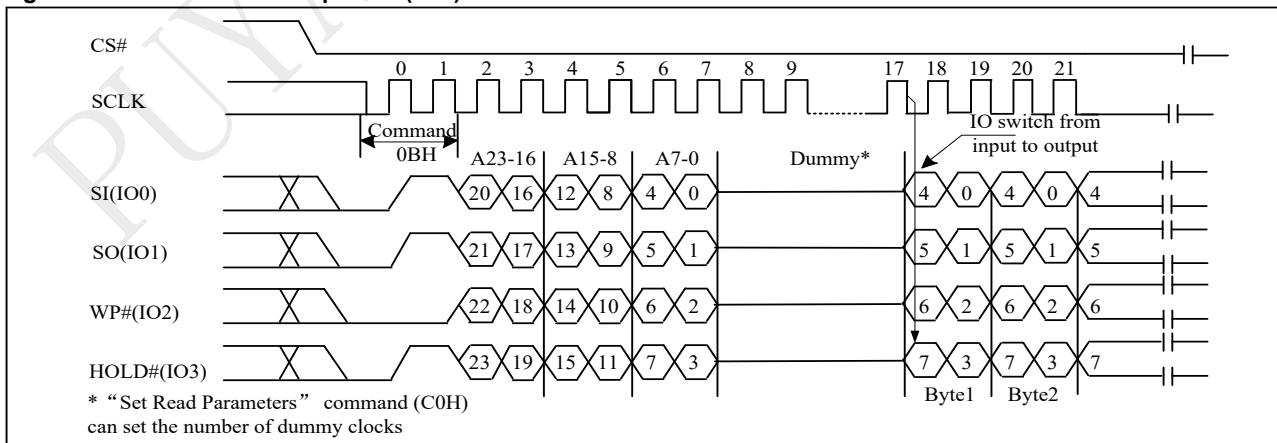 PUYA
CS#
0 1 2 3 4 5 6 7 8 9 17 18 19 20 21
SCLK
IO switch from
input to output
Command
0BH
A23-16 A15-8 A7-0 Dummy*
SI(IO0) 20 16 12 8 4 0 4 0 4 0 4
SO(IO1) 21 17 13 9 5 1 5 1 5 1 5
WP#(IO2) 22 18 14 10 6 2 6 2 6 2 6
HOLD#(IO3) 23 19 15 11 7 3 7 3 7 3 7
Byte1 Byte2
* “Set Read Parameters” command (C0H)
can set the number of dummy clocks